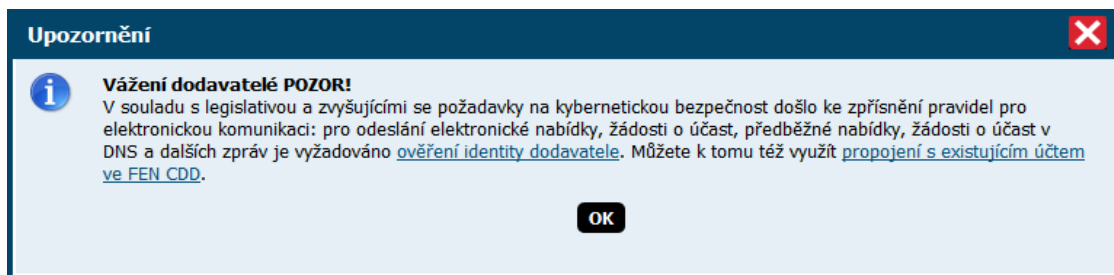 Upozornění
Vážení dodavatelé POZOR!
V souladu s legislativou a zvyšujícími se požadavky na kybernetickou bezpečnost došlo ke zpřísnění pravidel pro
elektronickou komunikaci: pro odeslání elektronické nabídky, žádosti o účast, předběžné nabídky, žádosti o účast v
DNS a dalších zpráv je vyžadováno ověření identity dodavatele. Můžete k tomu též využít propojení s existujícím účtem
ve FEN CDD.
OK